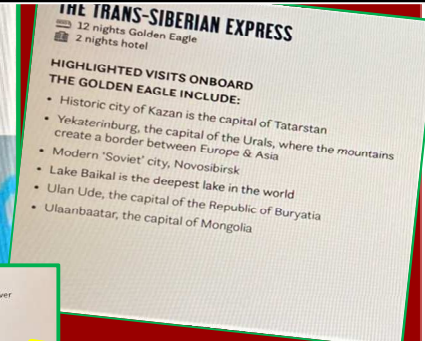 THE TRANS-SIBERIAN EXPRESS
12 nights Golden Eagle
2 nights hotel
HIGHLIGHTED VISITS ONBOARD
THE GOLDEN EAGLE INCLUDE:
• Historic city of Kazan is the capital of Tatarstan
• Yekaterinburg, the capital of the Urals, where the mountains
create a border between Europe & Asia
• Modern 'Soviet' city, Novosibirsk
• Lake Baikal is the deepest lake in the world
• Ulan Ude, the capital of the Republic of Buryatia
• Ulaanbaatar, the capital of Mongolia